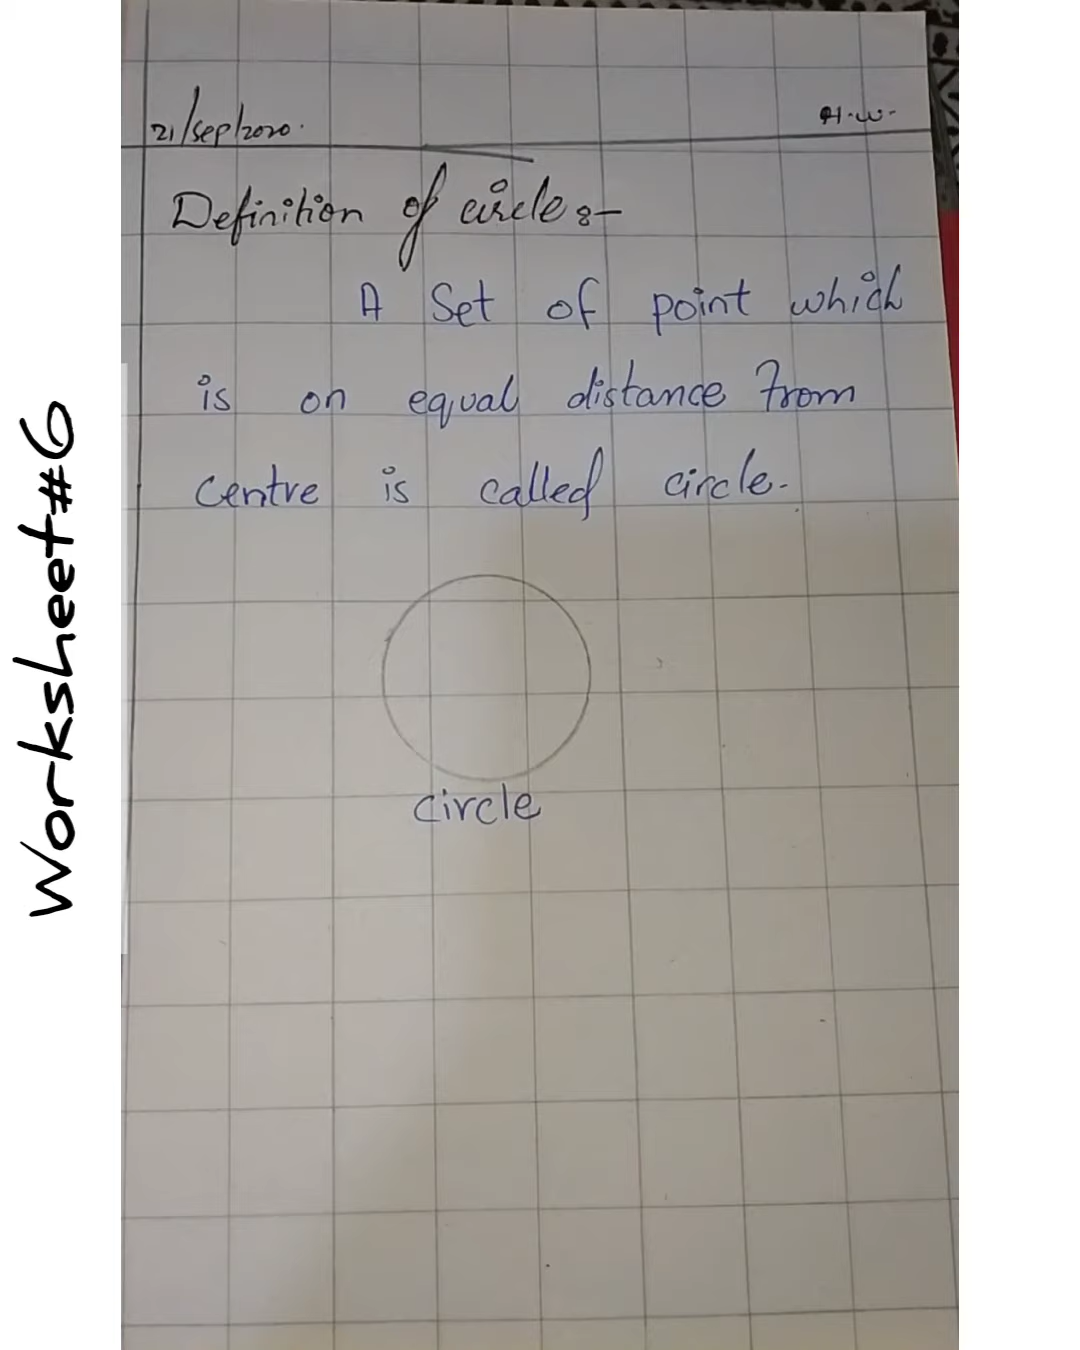 Worksheet#6
21/sep/2020.
H.W.
Definition of circle:-
A Set of point which
is on equal distance from
centre is called circle.
circle